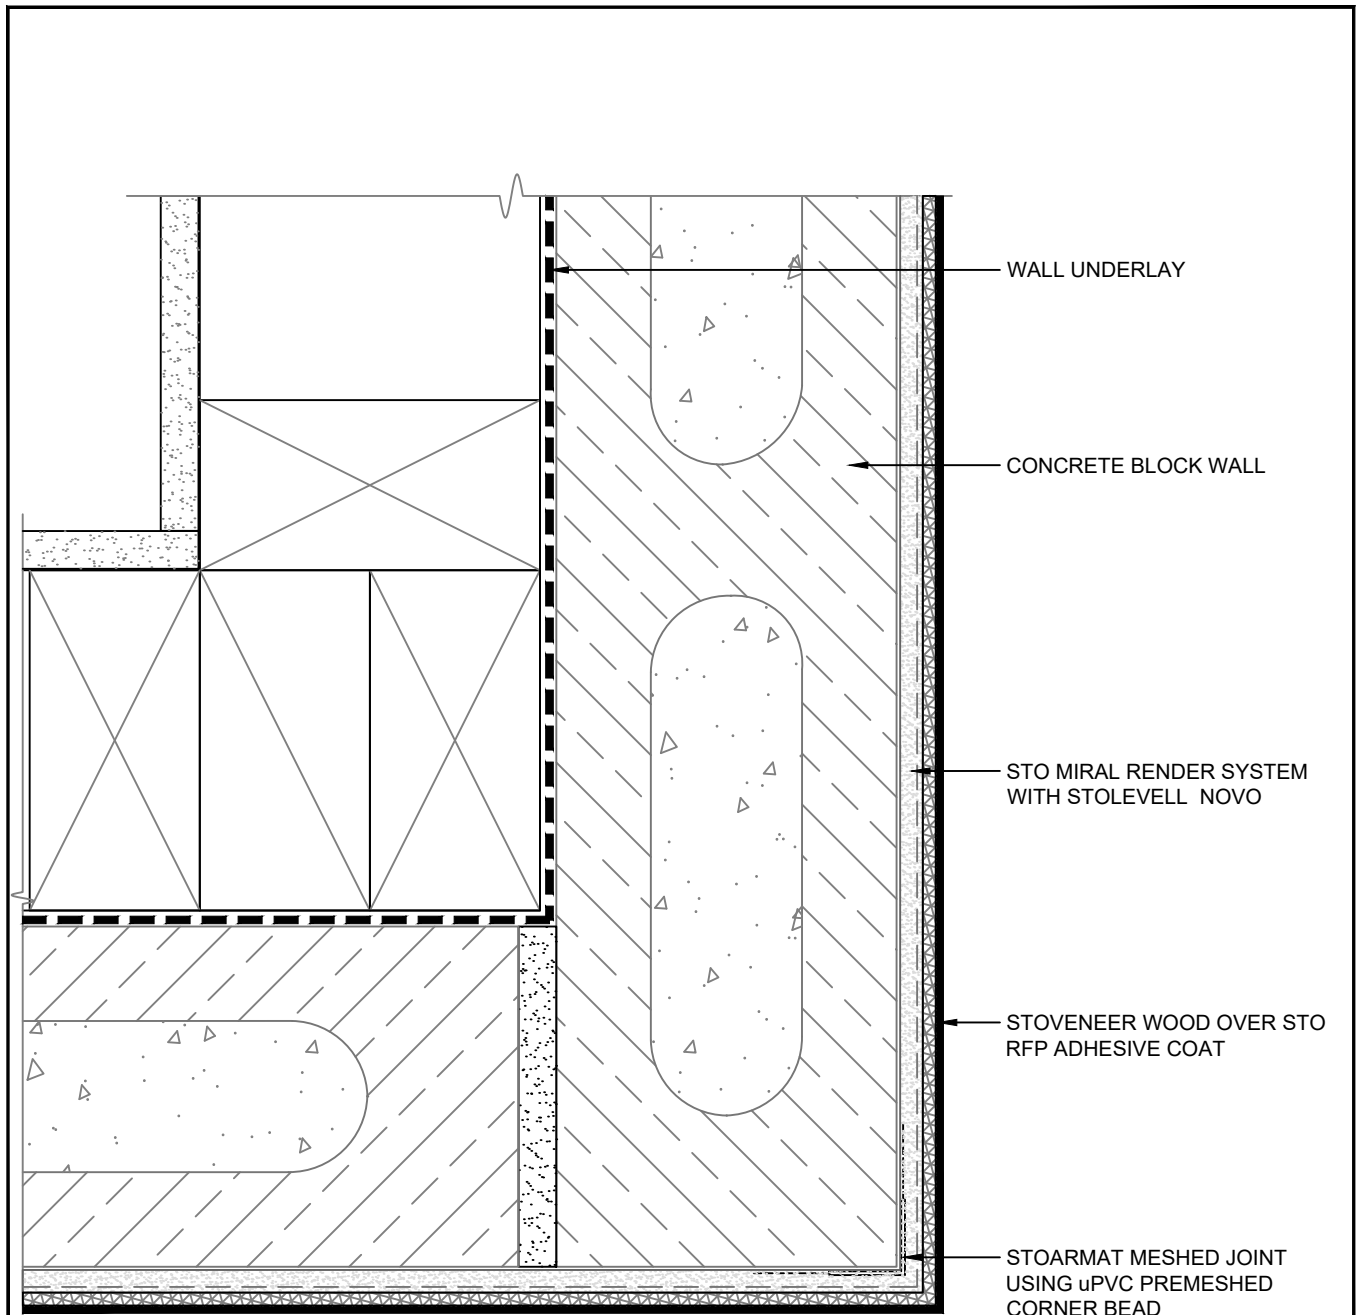 WALL UNDERLAY
CONCRETE BLOCK WALL
STO MIRAL RENDER SYSTEM
WITH STOLEVELL  NOVO
STOVENEER WOOD OVER STO
RFP ADHESIVE COAT
STOARMAT MESHED JOINT
USING uPVC PREMESHED
CORNER BEAD